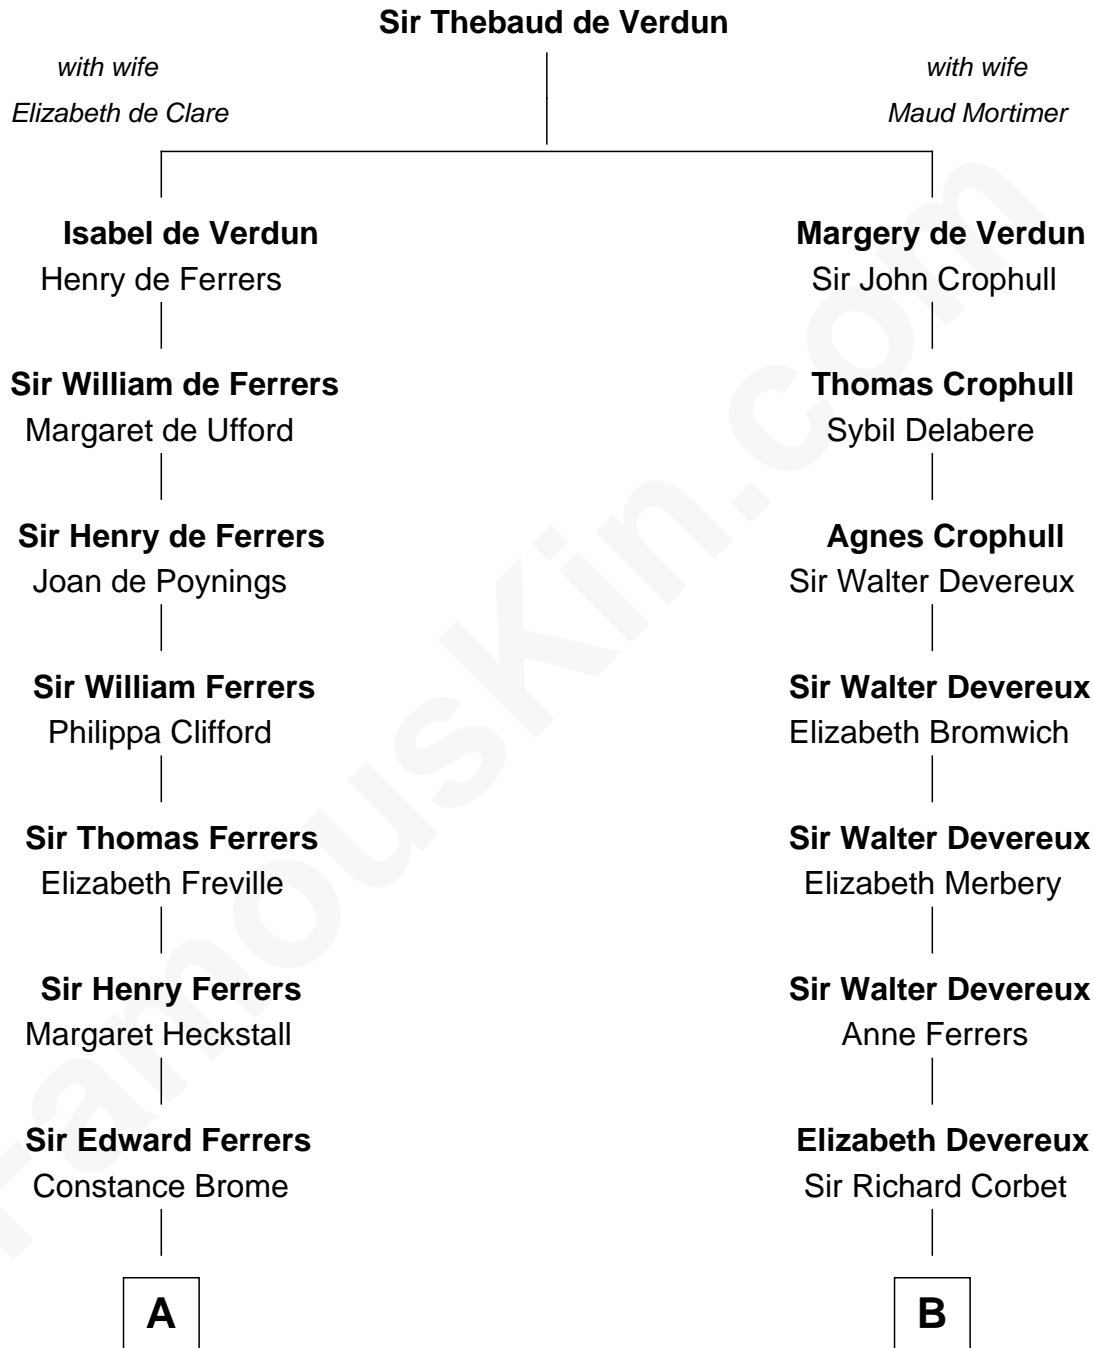 Sir Thebaud de Verdun
with wife
Elizabeth de Clare
with wife
Maud Mortimer
Isabel de Verdun
Henry de Ferrers
Margery de Verdun
Sir John Crophull
Sir William de Ferrers
Margaret de Ufford
Thomas Crophull
Sybil Delabere
Sir Henry de Ferrers
Joan de Poynings
Agnes Crophull
Sir Walter Devereux
Sir William Ferrers
Philippa Clifford
Sir Walter Devereux
Elizabeth Bromwich
Sir Thomas Ferrers
Elizabeth Freville
Sir Walter Devereux
Elizabeth Merbery
Sir Henry Ferrers
Margaret Heckstall
Sir Walter Devereux
Anne Ferrers
Sir Edward Ferrers
Constance Brome
Elizabeth Devereux
Sir Richard Corbet
A
B
FamousKin.com